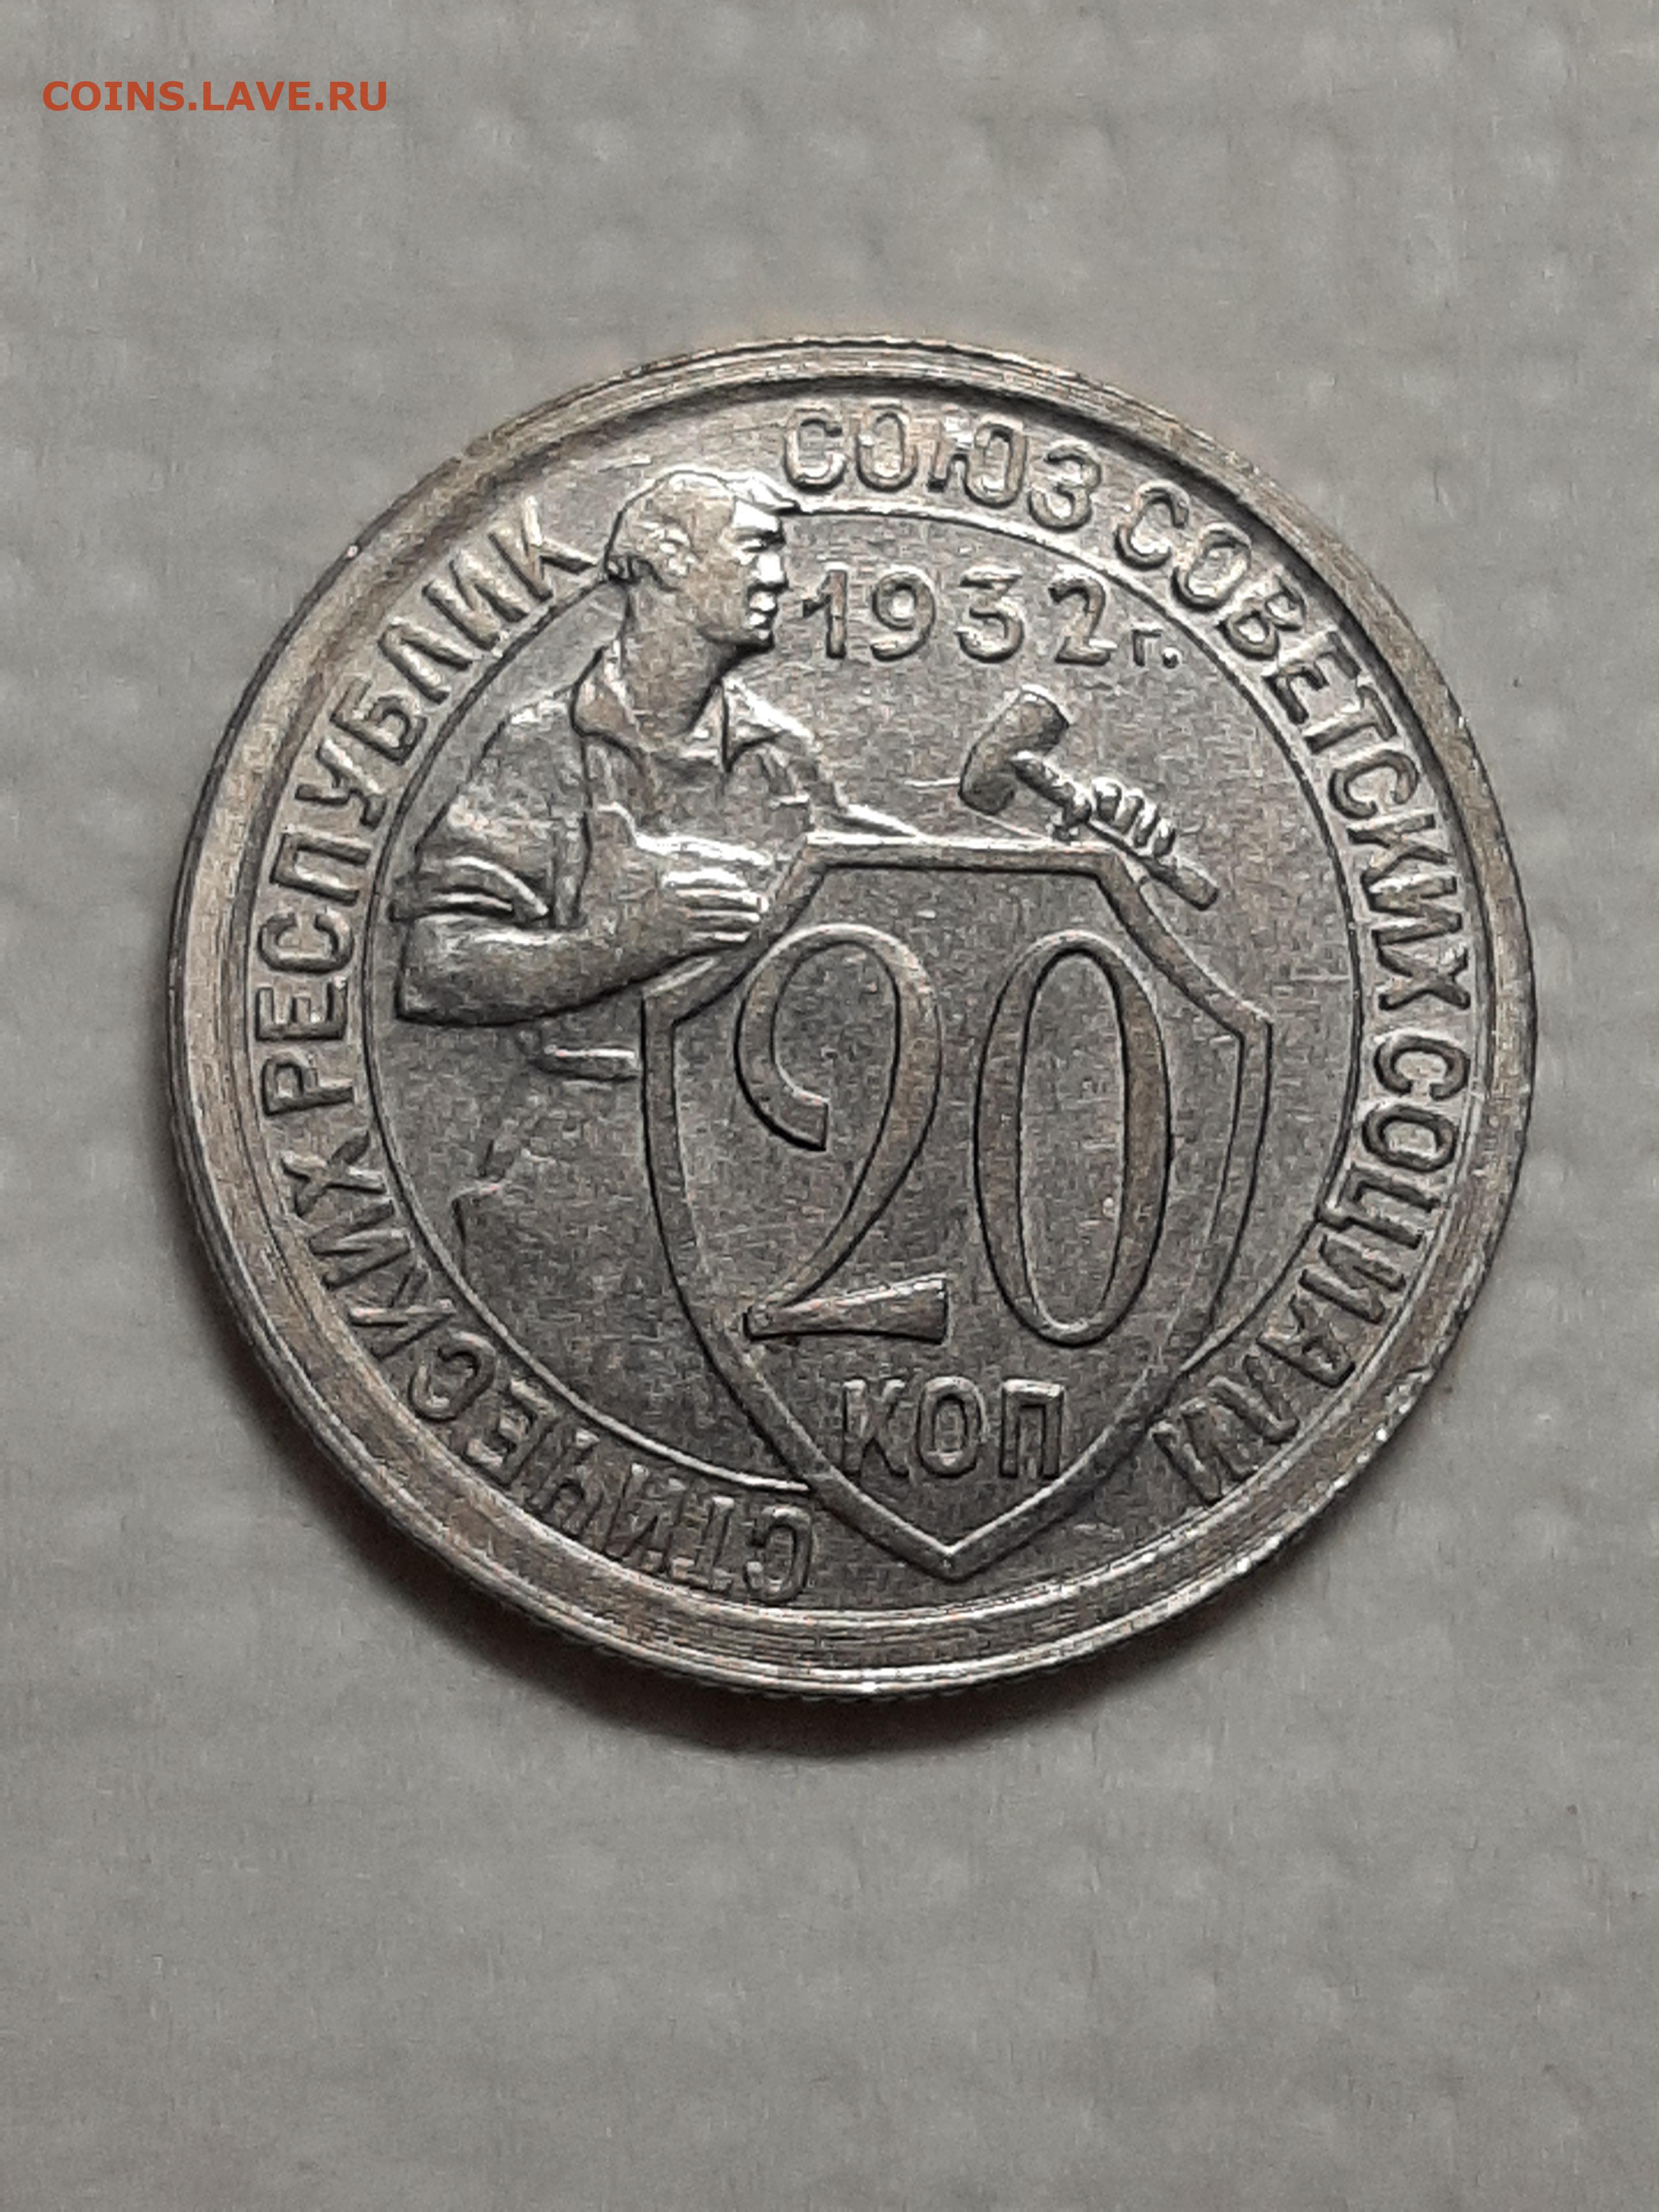 COINS.LAVE.RU
СОЮЗ СОВЕТСКИХ СОЦИАЛИСТИЧЕСКИХ РЕСПУБЛИК
1932 г.
20
КОП